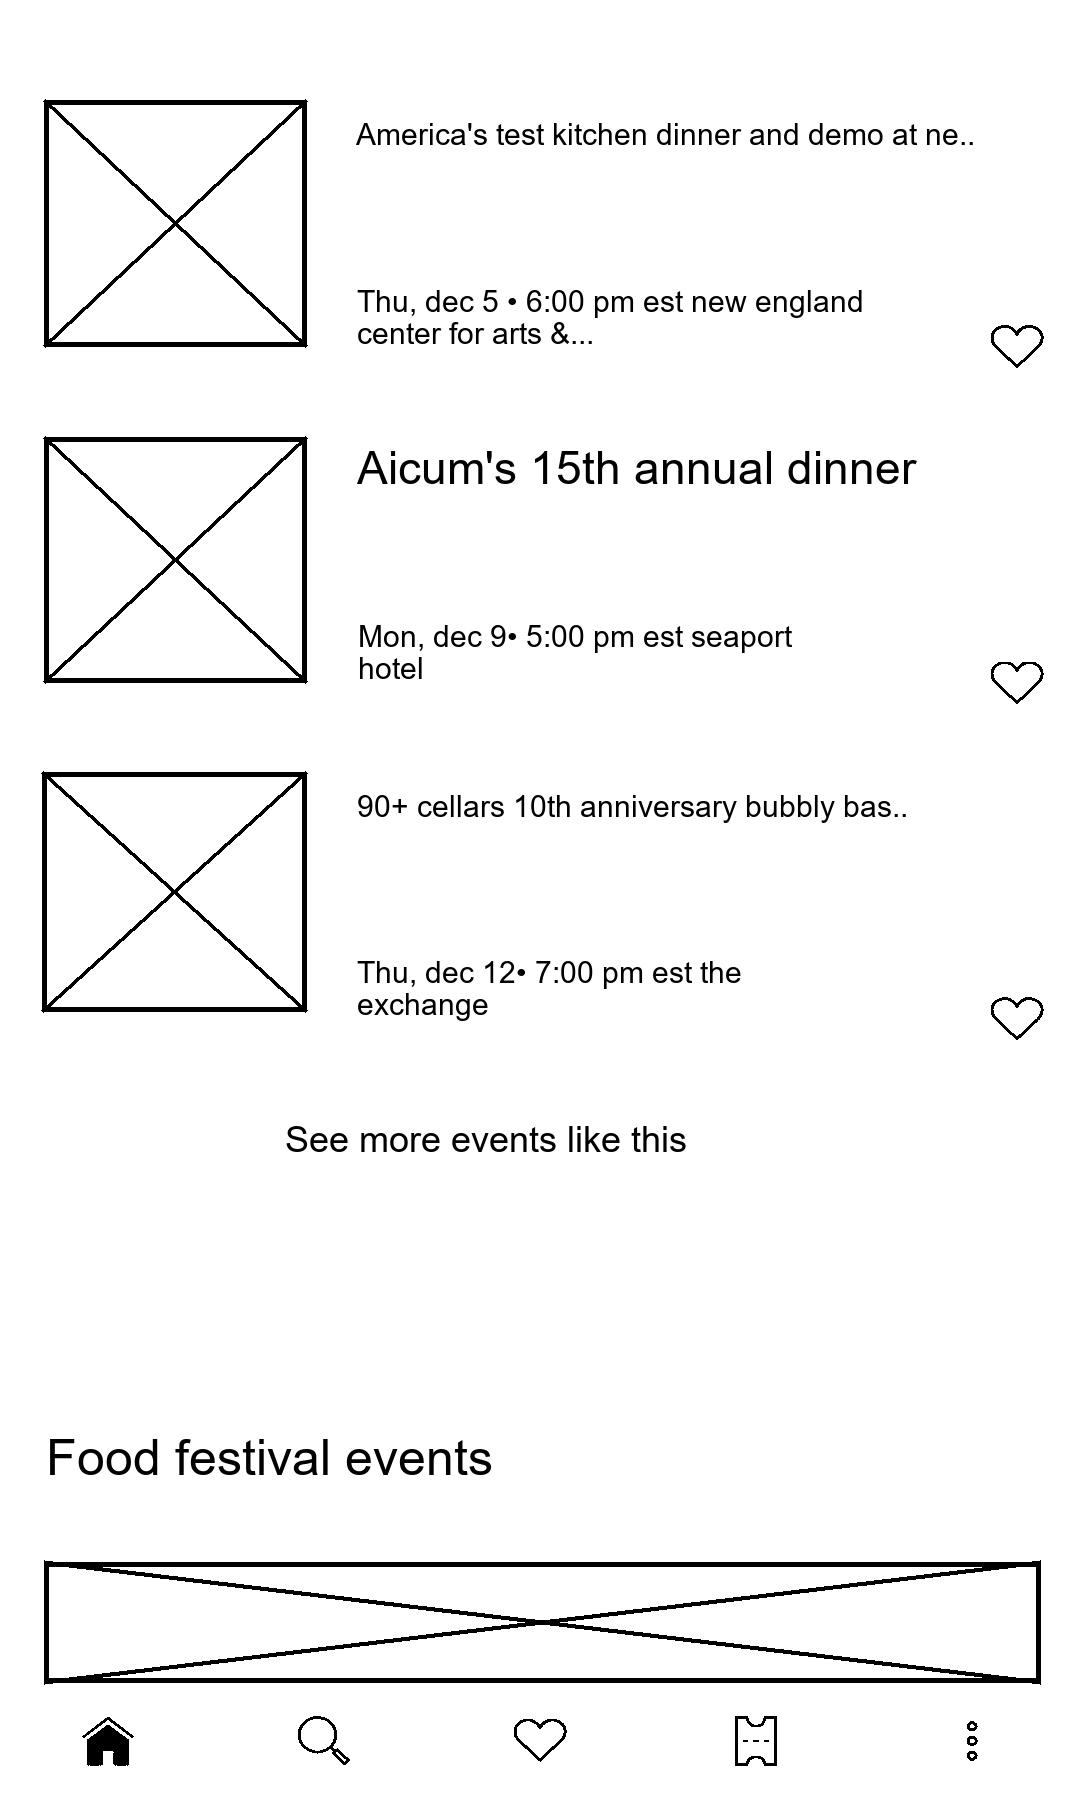 America's test kitchen dinner and demo at ne..
Thu, dec 5 • 6:00 pm est new england
center for arts &...
Aicum's 15th annual dinner
Mon, dec 9• 5:00 pm est seaport
hotel
90+ cellars 10th anniversary bubbly bas..
Thu, dec 12• 7:00 pm est the
exchange
See more events like this
Food festival events